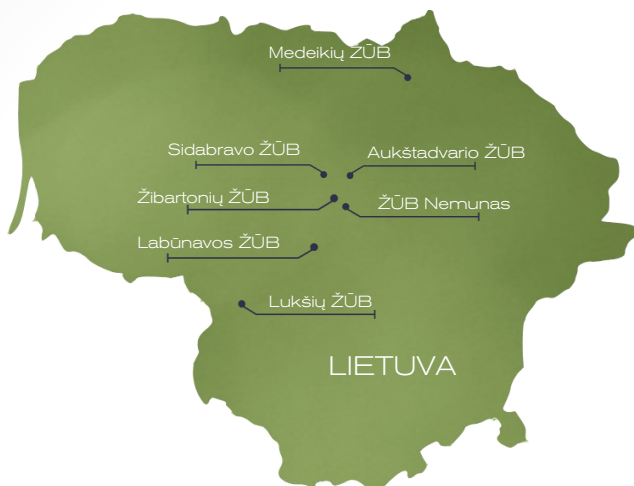 Medeikių ŽŪB
Sidabravo ŽŪB
Aukštadvario ŽŪB
Žibartonių ŽŪB
ŽŪB Nemunas
Labūnavos ŽŪB
Lukšių ŽŪB
LIETUVA